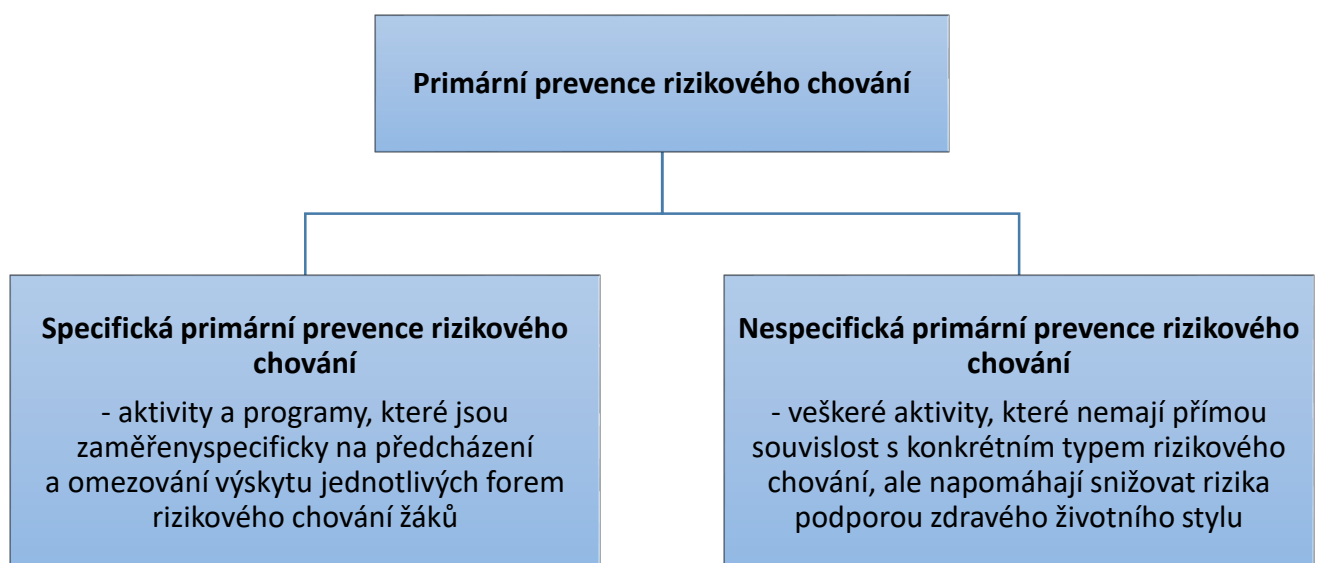 Primární prevence rizikového chování
Specifická primární prevence rizikového
chování
- aktivity a programy, které jsou
zaměřenyspecificky na předcházení
a omezování výskytu jednotlivých forem
rizikového chování žáků
Nespecifická primární prevence rizikového
chování
- veškeré aktivity, které nemají přímou
souvislost s konkrétním typem rizikového
chování, ale napomáhají snižovat rizika
podporou zdravého životního stylu